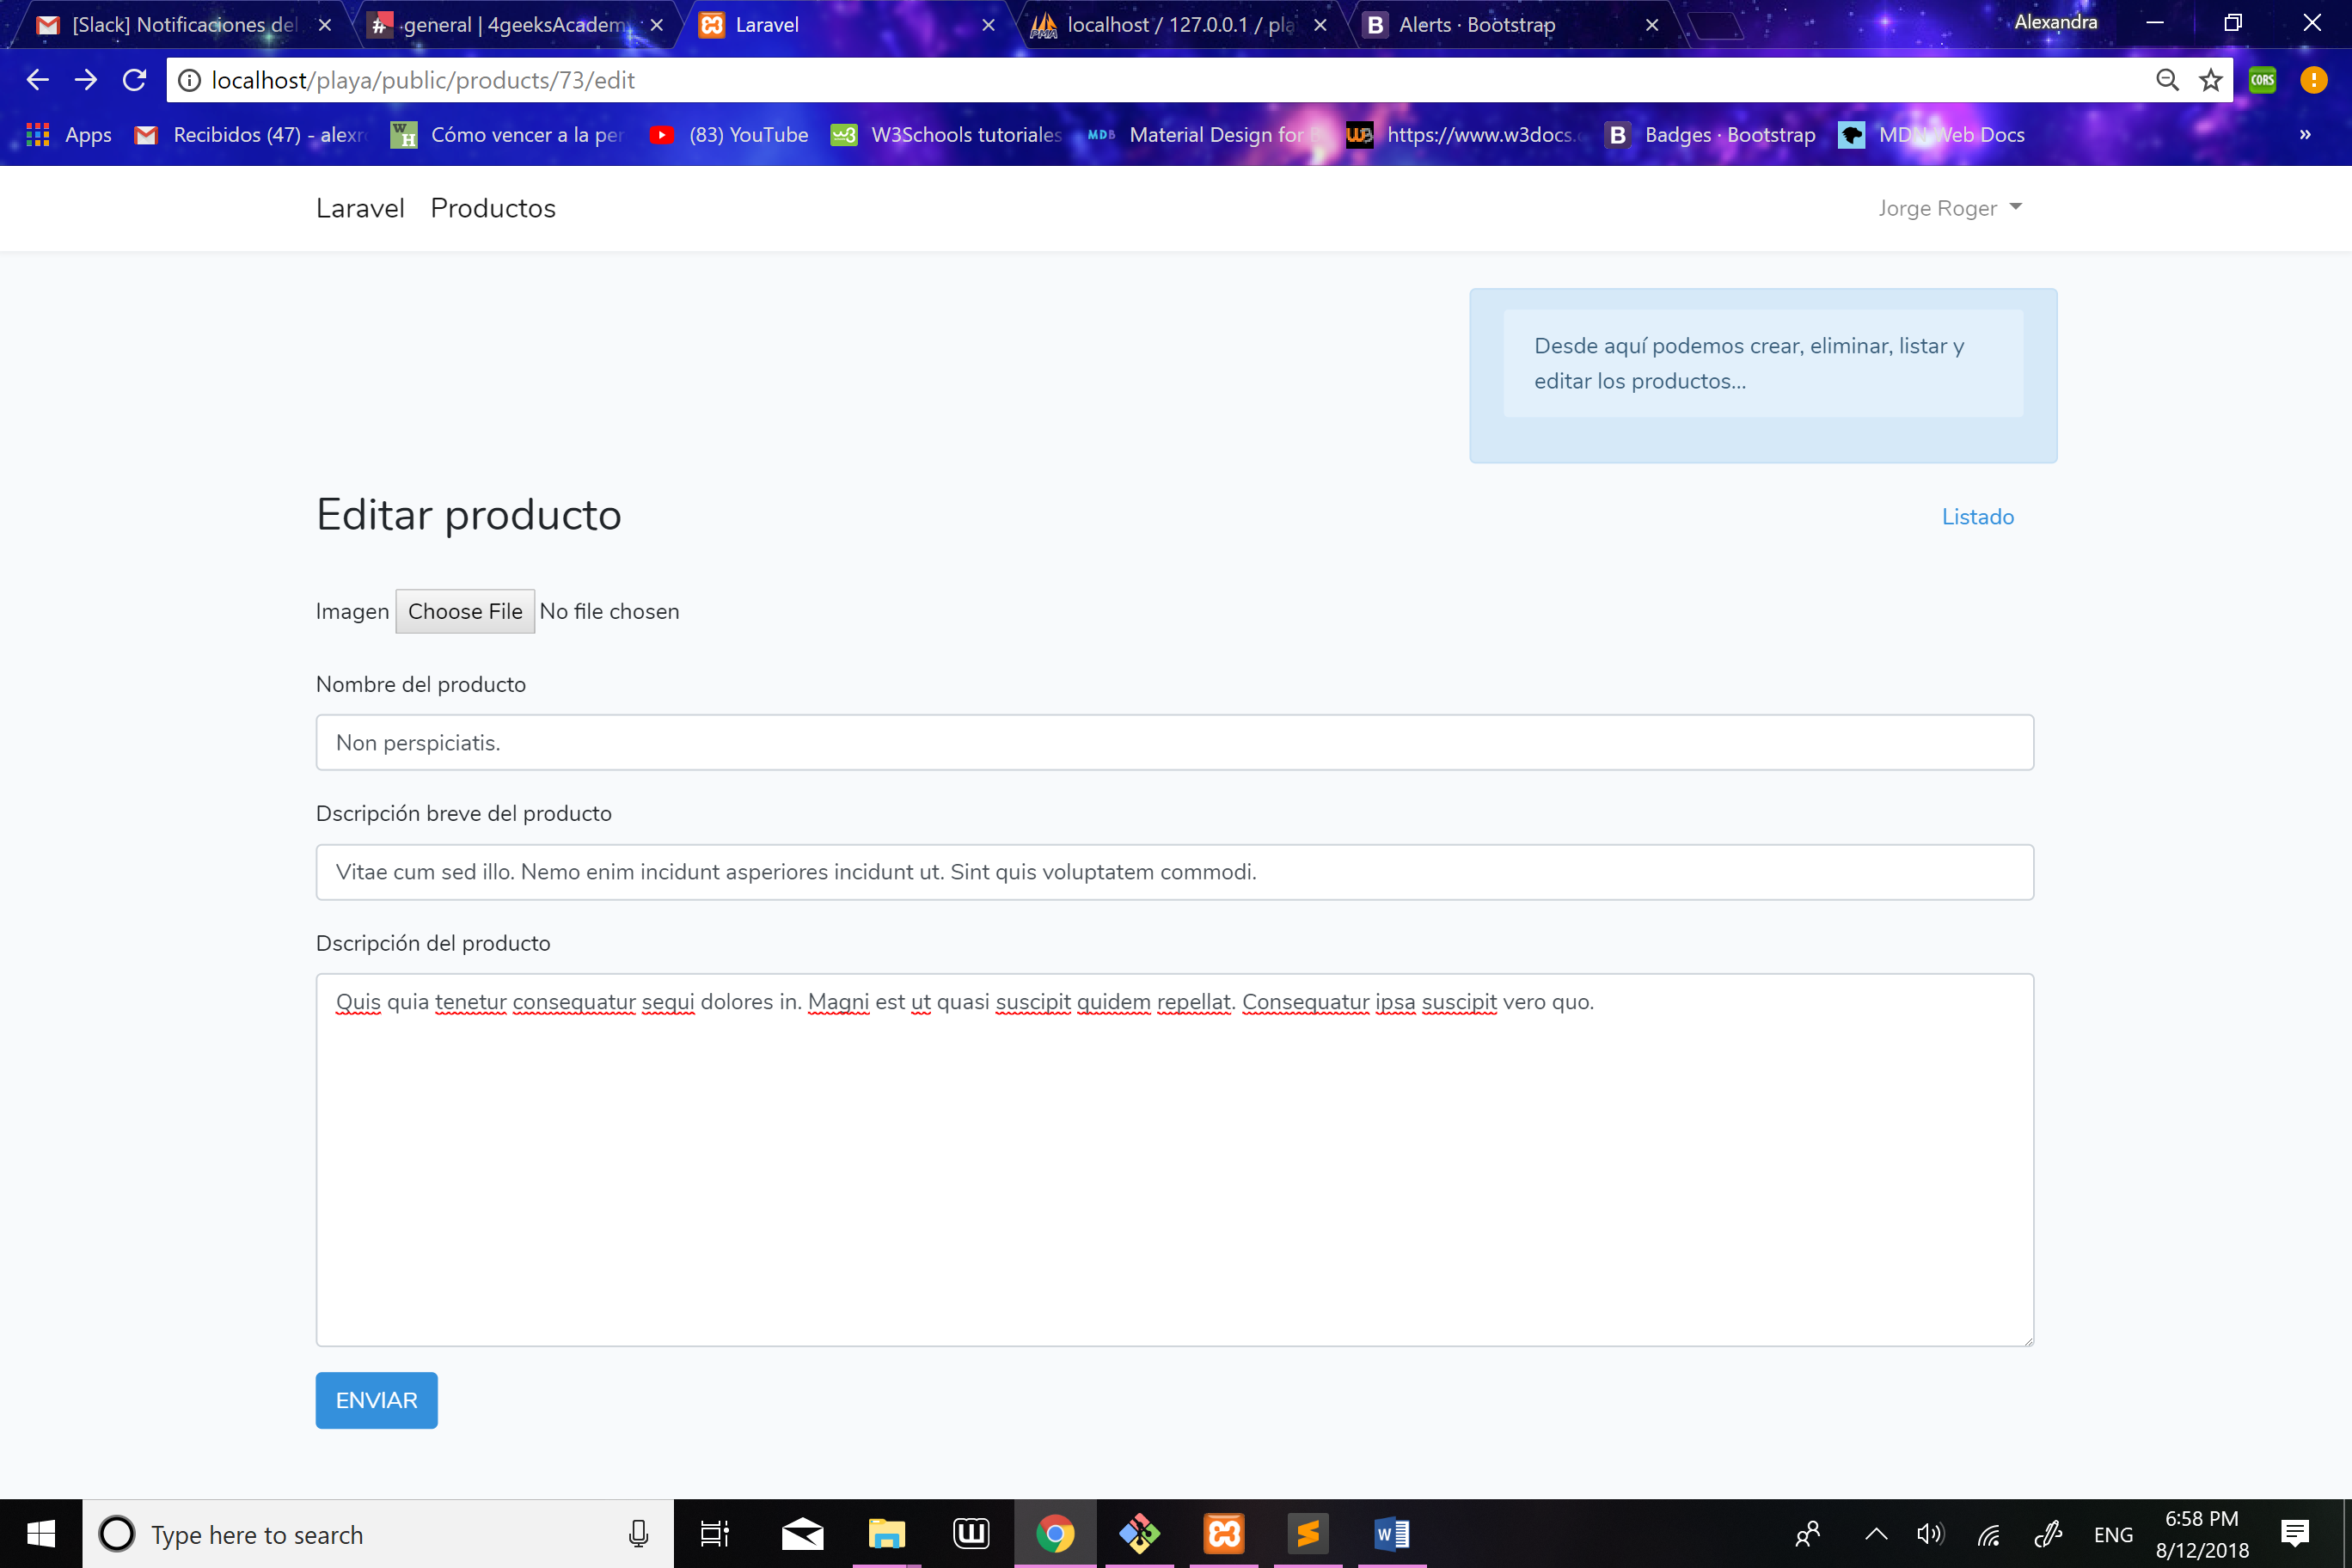 [Slack] Notificaciones del
general | 4geeksAcadem
Laravel
localhost / 127.0.0.1 / pla
B Alerts · Bootstrap
Alexandra
localhost/playa/public/products/73/edit
CORS
Apps
Recibidos (47) - alexr
Cómo vencer a la per
(83) YouTube
W3Schools tutoriales
MDB Material Design for B
https://www.w3docs.c
B Badges · Bootstrap
MDN Web Docs
»
Laravel Productos
Jorge Roger
Desde aquí podemos crear, eliminar, listar y
editar los productos...
Editar producto
Listado
Imagen Choose File No file chosen
Nombre del producto
Non perspiciatis.
Dscripción breve del producto
Vitae cum sed illo. Nemo enim incidunt asperiores incidunt ut. Sint quis voluptatem commodi.
Dscripción del producto
Quis quia tenetur consequatur sequi dolores in. Magni est ut quasi suscipit quidem repellat. Consequatur ipsa suscipit vero quo.
ENVIAR
Type here to search
ENG
6:58 PM
8/12/2018